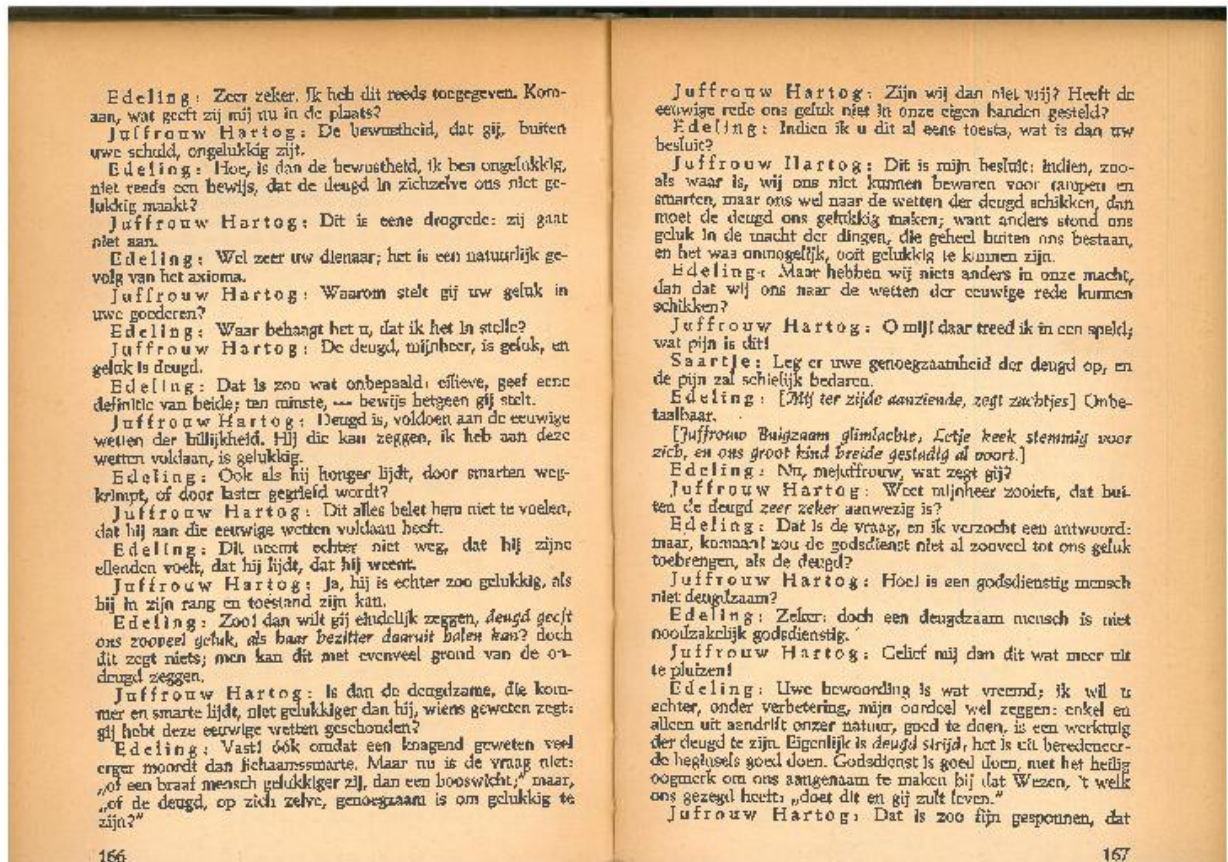 Edeling: Zeer zeker. Ik heb dit reeds toegegeven. Kom-
aan, wat geeft zij mij nu in de plaats?
Juffrouw Hartog: De bewustheid, dat gij, buiten
uwe schuld, ongelukkig zijt.
Edeling: Hoe, is dan de bewustheid, ik ben ongelukkig,
niet reeds een bewijs, dat de deugd in zichzelve ons niet ge-
lukkig maakt?
Juffrouw Hartog: Dit is eene drogrede: zij gaat
niet aan.
Edeling: Wel zeer uw dienaar; het is een natuurlijk ge-
volg van het axioma.
Juffrouw Hartog: Waarom stelt gij uw geluk in
uwe goederen?
Edeling: Waar behaagt het u, dat ik het in stelle?
Juffrouw Hartog: De deugd, mijnheer, is geluk, en
geluk is deugd.
Edeling: Dat is zoo wat onbepaald: eilieve, geef eene
definitie van beide; ten minste, — bewijs hetgeen gij stelt.
Juffrouw Hartog: Deugd is, voldoen aan de eeuwige
wetten der billijkheid. Hij die kan zeggen, ik heb aan deze
wetten voldaan, is gelukkig.
Edeling: Ook als hij honger lijdt, door smarten weg-
krimpt, of door laster gegriefd wordt?
Juffrouw Hartog: Dit alles belet hem niet te voelen,
dat hij aan die eeuwige wetten voldaan heeft.
Edeling: Dit neemt echter niet weg, dat hij zijne
ellenden voelt, dat hij lijdt, dat hij weent.
Juffrouw Hartog: Ja, hij is echter zoo gelukkig, als
hij in zijn rang en toestand zijn kan.
Edeling: Zoo! dan wilt gij eindelijk zeggen, deugd geeft
ons zooveel geluk, als haar bezitter daaruit halen kan? doch
dit zegt niets; men kan dit met evenveel grond van de on-
deugd zeggen.
Juffrouw Hartog: Is dan de deugdzame, die kom-
mer en smarte lijdt, niet gelukkiger dan hij, wiens geweten zegt:
gij hebt deze eeuwige wetten geschonden?
Edeling: Vast! óók omdat een knagend geweten veel
erger moordt dan lichaamssmarte. Maar nu is de vraag niet:
„of een braaf mensch gelukkiger zij, dan een booswicht;" maar,
„of de deugd, op zich zelve, genoegzaam is om gelukkig te
zijn?"
166
Juffrouw Hartog: Zijn wij dan niet vrij? Heeft de
eeuwige rede ons geluk niet in onze eigen handen gesteld?
Edeling: Indien ik u dit al eens toesta, wat is dan uw
besluit?
Juffrouw Hartog: Dit is mijn besluit: indien, zoo-
als waar is, wij ons niet kunnen bewaren voor rampen en
smarten, maar ons wel naar de wetten der deugd schikken, dan
moet de deugd ons gelukkig maken; want anders stond ons
geluk in de macht der dingen, die geheel buiten ons bestaan,
en het was onmogelijk, ooit gelukkig te kunnen zijn.
Edeling: Maar hebben wij niets anders in onze macht,
dan dat wij ons naar de wetten der eeuwige rede kunnen
schikken?
Juffrouw Hartog: O mij! daar treed ik in een speld;
wat pijn is dit!
Saartje: Leg er uwe genoegzaamheid der deugd op, en
de pijn zal schielijk bedaren.
Edeling: [Mij ter zijde aanziende, zegt zachtjes] Onbe-
taalbaar.
[Juffrouw Buigzaam glimlachte, Letje keek stemmig voor
zich, en ons groot kind breide gestadig al voort.]
Edeling: Nu, mejuffrouw, wat zegt gij?
Juffrouw Hartog: Weet mijnheer zooiets, dat bui-
ten de deugd zeer zeker aanwezig is?
Edeling: Dat is de vraag, en ik verzocht een antwoord:
maar, komaan! zou de godsdienst niet al zooveel tot ons geluk
toebrengen, als de deugd?
Juffrouw Hartog: Hoe! is een godsdienstig mensch
niet deugdzaam?
Edeling: Zeker: doch een deugdzaam mensch is niet
noodzakelijk godsdienstig.
Juffrouw Hartog: Gelief mij dan dit wat meer uit
te pluizen!
Edeling: Uwe bewoording is wat vreemd; ik wil u
echter, onder verbetering, mijn oordeel wel zeggen: enkel en
alleen uit aandrift onzer natuur, goed te doen, is een werktuig
der deugd te zijn. Eigenlijk is deugd strijd, het is uit beredeneer-
de beginsels goed doen. Godsdienst is goed doen, met het heilig
oogmerk om ons aangenaam te maken bij dat Wezen, 't welk
ons gezegd heeft: „doet dit en gij zult leven."
Juffrouw Hartog: Dat is zoo fijn gesponnen, dat
167